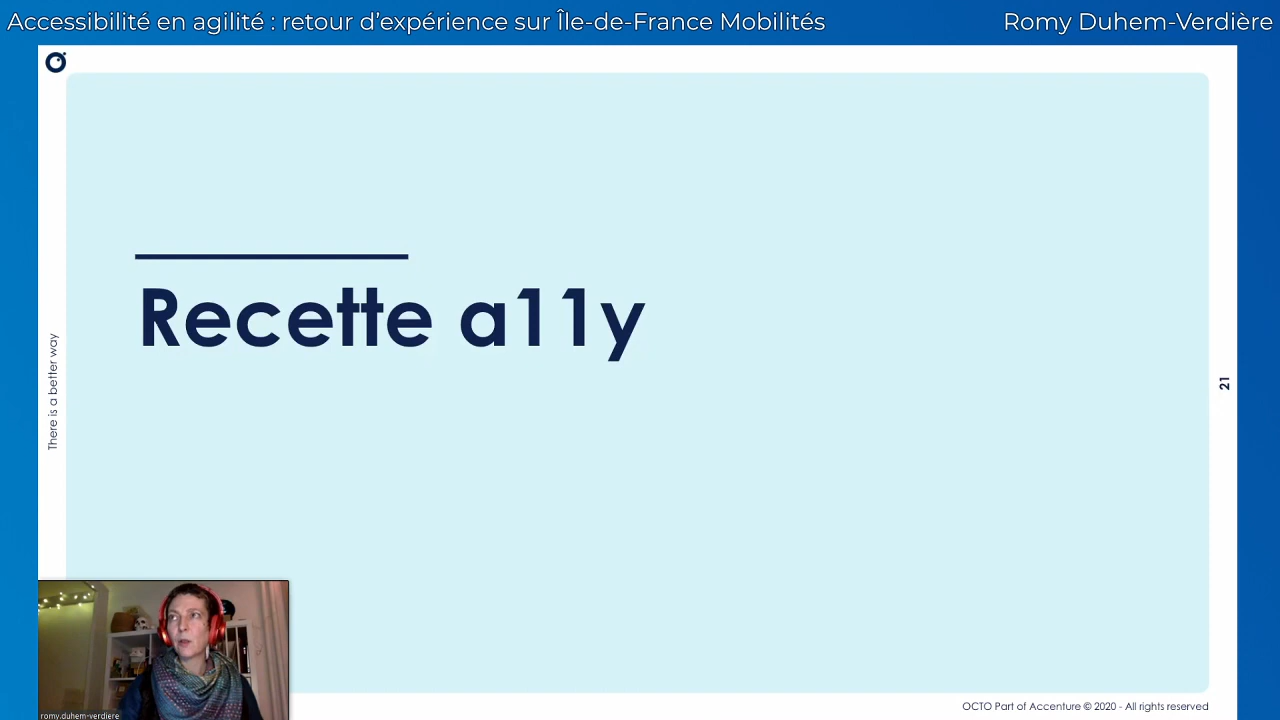 Accessibilité en agilité : retour d’expérience sur Île-de-France Mobilités
Romy Duhem-Verdière
Recette a11y
There is a better way
21
romy.duhem-verdiere
OCTO Part of Accenture © 2020 - All rights reserved